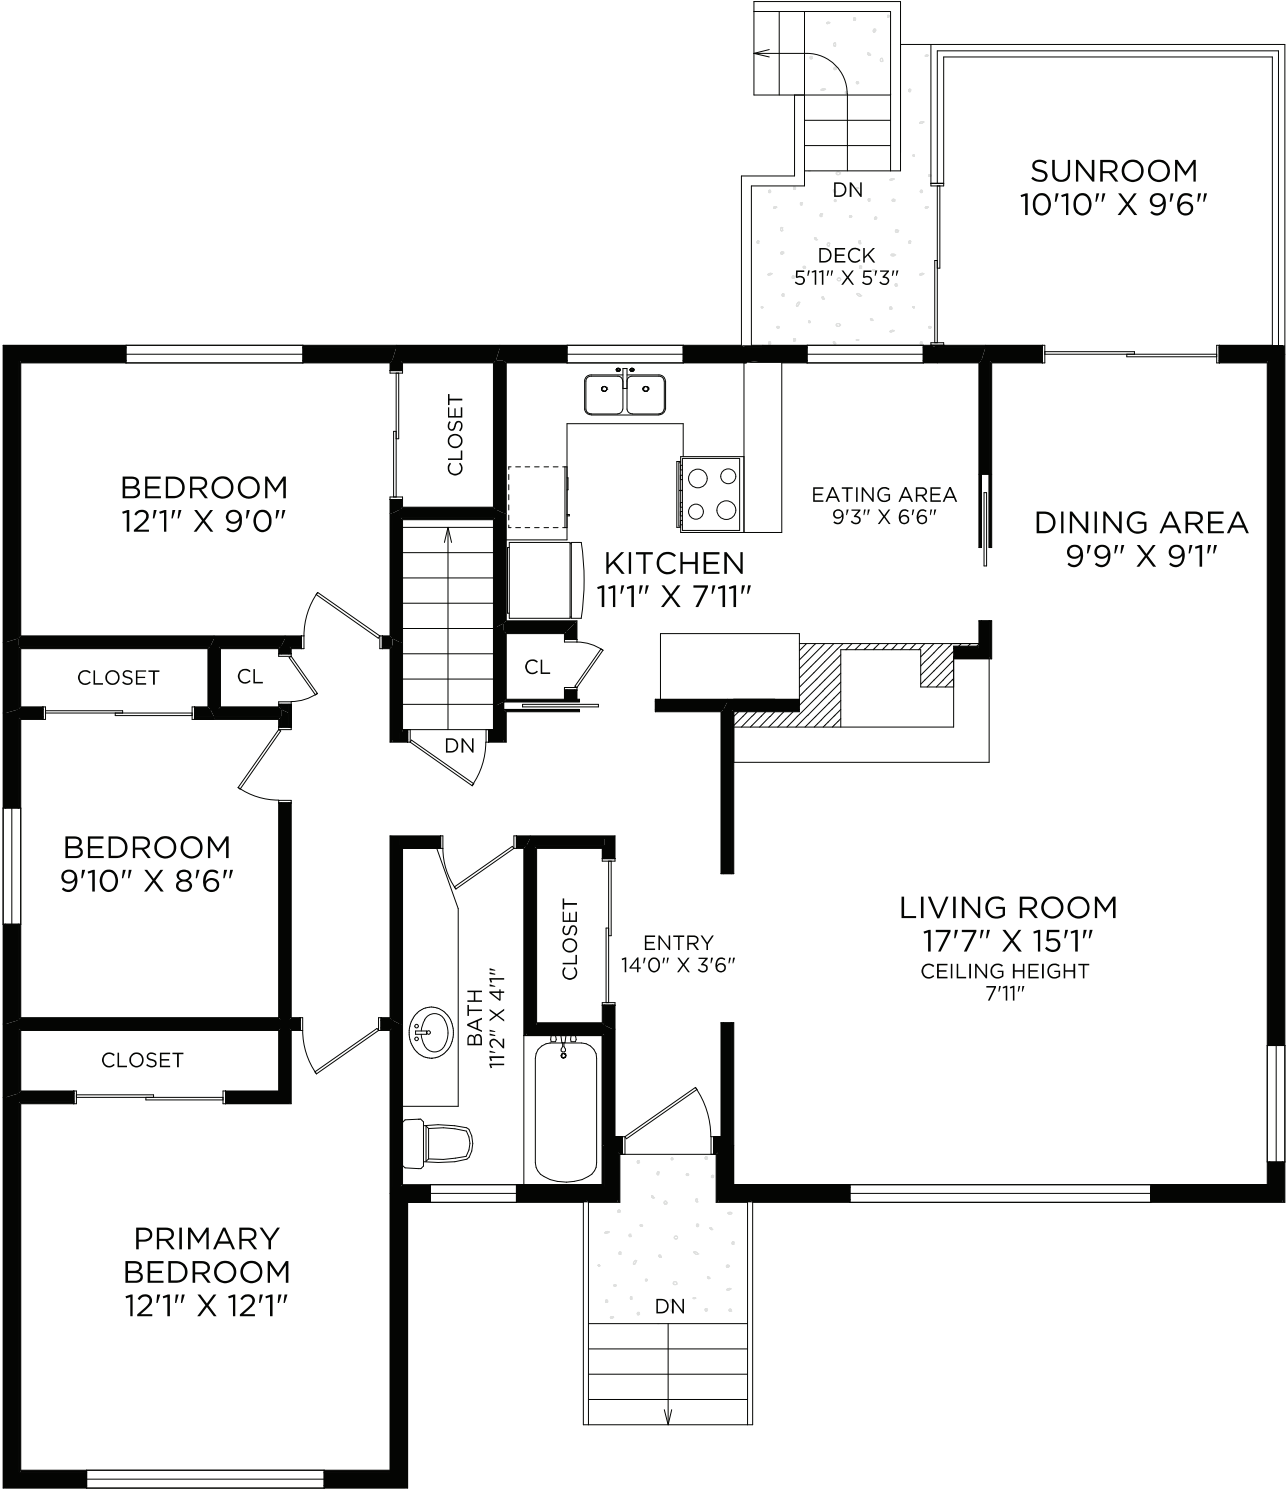 SUNROOM
10'10" X 9'6"
DN
DECK
5'11" X 5'3"
CLOSET
BEDROOM
12'1" X 9'0"
EATING AREA
9'3" X 6'6"
DINING AREA
9'9" X 9'1"
KITCHEN
11'1" X 7'11"
CLOSET
CL
CL
DN
BEDROOM
9'10" X 8'6"
LIVING ROOM
17'7" X 15'1"
CEILING HEIGHT
7'11"
CLOSET
ENTRY
14'0" X 3'6"
BATH
11'2" X 4'1"
CLOSET
PRIMARY
BEDROOM
12'1" X 12'1"
DN